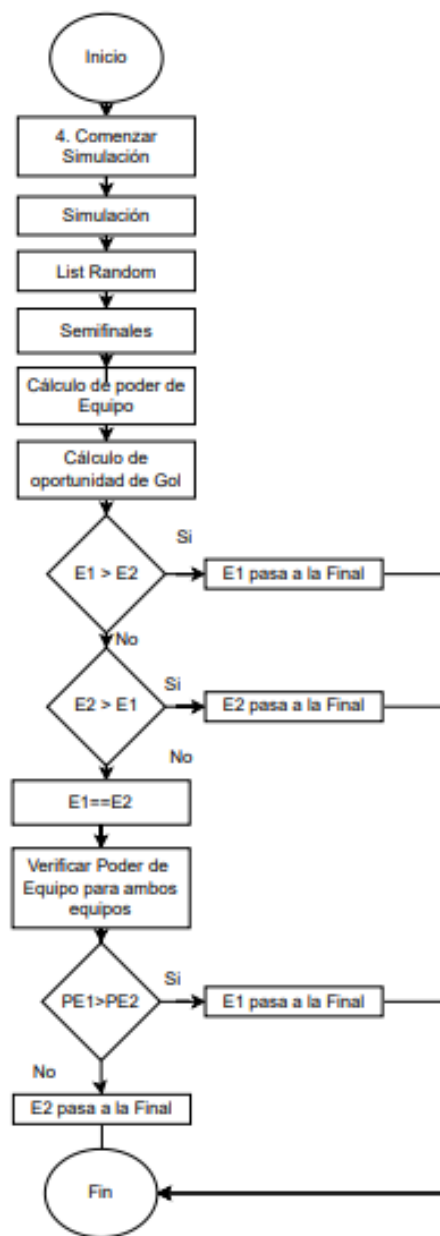 Inicio
4. Comenzar
Simulación
Simulación
List Random
Semifinales
Cálculo de poder de
Equipo
Cálculo de
oportunidad de Gol
Si
E1 > E2
E1 pasa a la Final
No
Si
E2 > E1
E2 pasa a la Final
No
E1==E2
Verificar Poder de
Equipo para ambos
equipos
Si
PE1>PE2
E1 pasa a la Final
No
E2 pasa a la Final
Fin